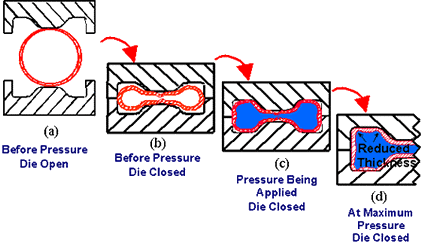 (a)
Before Pressure
Die Open
(b)
Before Pressure
Die Closed
(c)
Pressure Being
Applied
Die Closed
Reduced
Thickness
(d)
At Maximum
Pressure
Die Closed